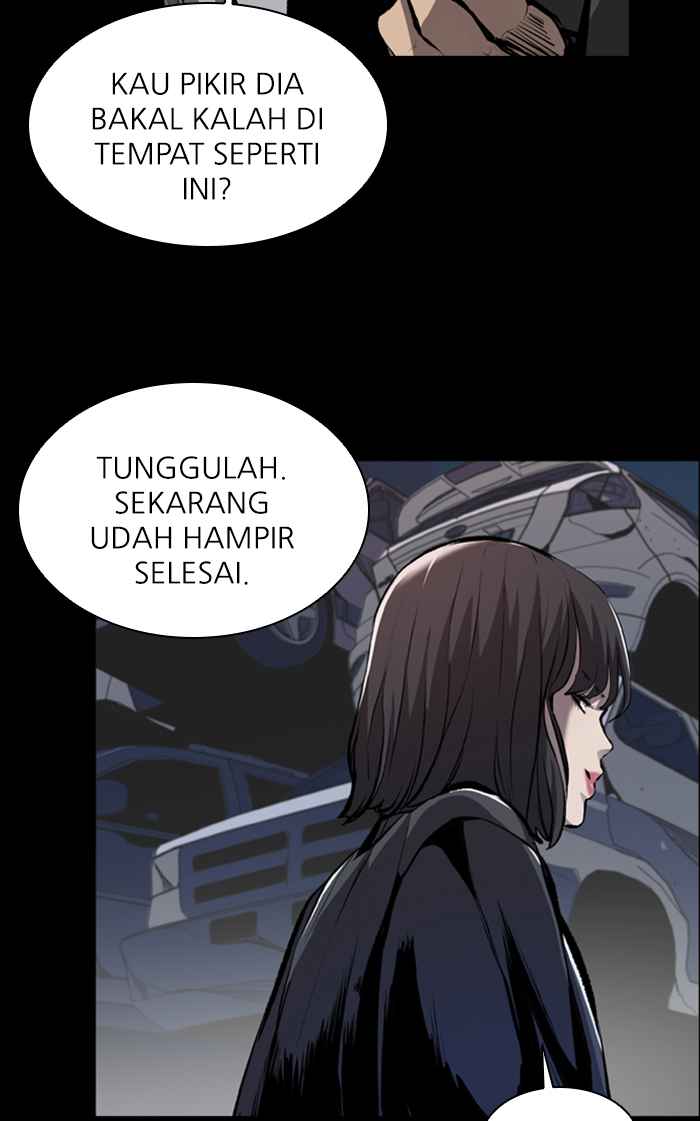 KAU PIKIR DIA
BAKAL KALAH DI
TEMPAT SEPERTI
INI?
TUNGGULAH.
SEKARANG
UDAH HAMPIR
SELESAI.